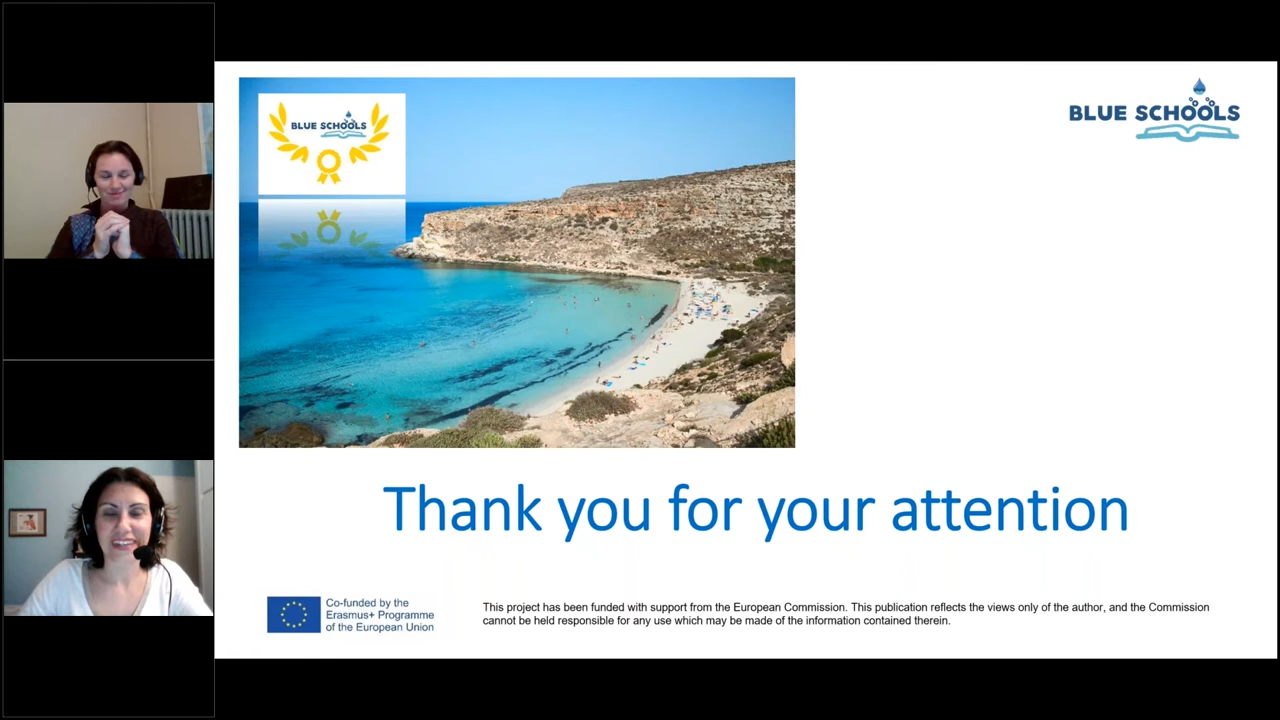 BLUE SCHOOLS
BLUE SCHOOLS
Thank you for your attention
Co-funded by the
Erasmus+ Programme
of the European Union
This project has been funded with support from the European Commission. This publication reflects the views only of the author, and the Commission
cannot be held responsible for any use which may be made of the information contained therein.